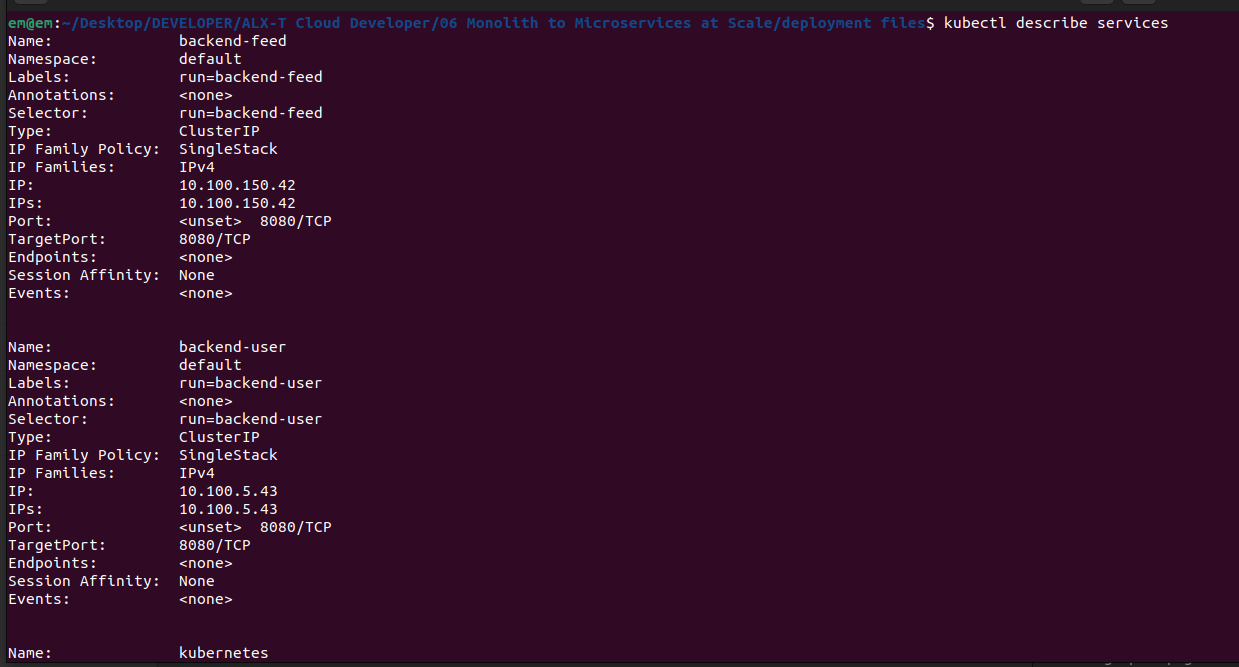 em@em:~/Desktop/DEVELOPER/ALX-T Cloud Developer/06 Monolith to Microservices at Scale/deployment files$ kubectl describe services
Name: backend-feed
Namespace: default
Labels: run=backend-feed
Annotations: <none>
Selector: run=backend-feed
Type: ClusterIP
IP Family Policy: SingleStack
IP Families: IPv4
IP: 10.100.150.42
IPs: 10.100.150.42
Port: <unset> 8080/TCP
TargetPort: 8080/TCP
Endpoints: <none>
Session Affinity: None
Events: <none>
Name: backend-user
Namespace: default
Labels: run=backend-user
Annotations: <none>
Selector: run=backend-user
Type: ClusterIP
IP Family Policy: SingleStack
IP Families: IPv4
IP: 10.100.5.43
IPs: 10.100.5.43
Port: <unset> 8080/TCP
TargetPort: 8080/TCP
Endpoints: <none>
Session Affinity: None
Events: <none>
Name: kubernetes